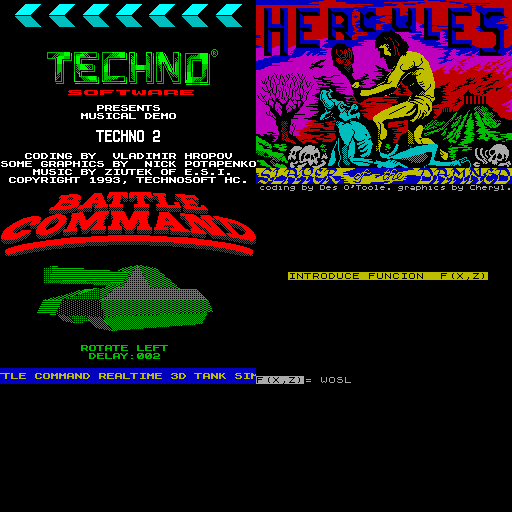 TECHNO®
SOFTWARE
PRESENTS
MUSICAL DEMO
TECHNO 2
CODING BY VLADIMIR HROPOV
SOME GRAPHICS BY NICK POTAPENKO
MUSIC BY ZIUTEK OF E.S.I.
COPYRIGHT 1993, TECHNOSOFT HC.
HERCULES
SLAYER of the DAMNED
coding by Des O'Toole. graphics by Cheryl.
BATTLE
COMMAND
ROTATE LEFT
DELAY:002
TLE COMMAND REALTIME 3D TANK SIM
INTRODUCE FUNCION F(X,Z)
F(X,Z)= WOSL